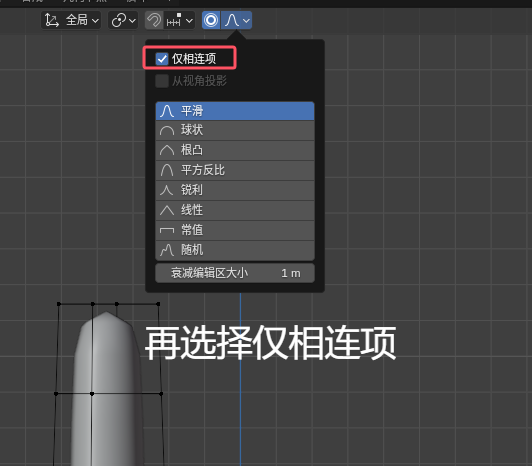 全局
仅相连项
从视角投影
平滑
球状
根凸
平方反比
锐利
线性
常值
随机
衰减编辑区大小 1 m
再选择仅相连项